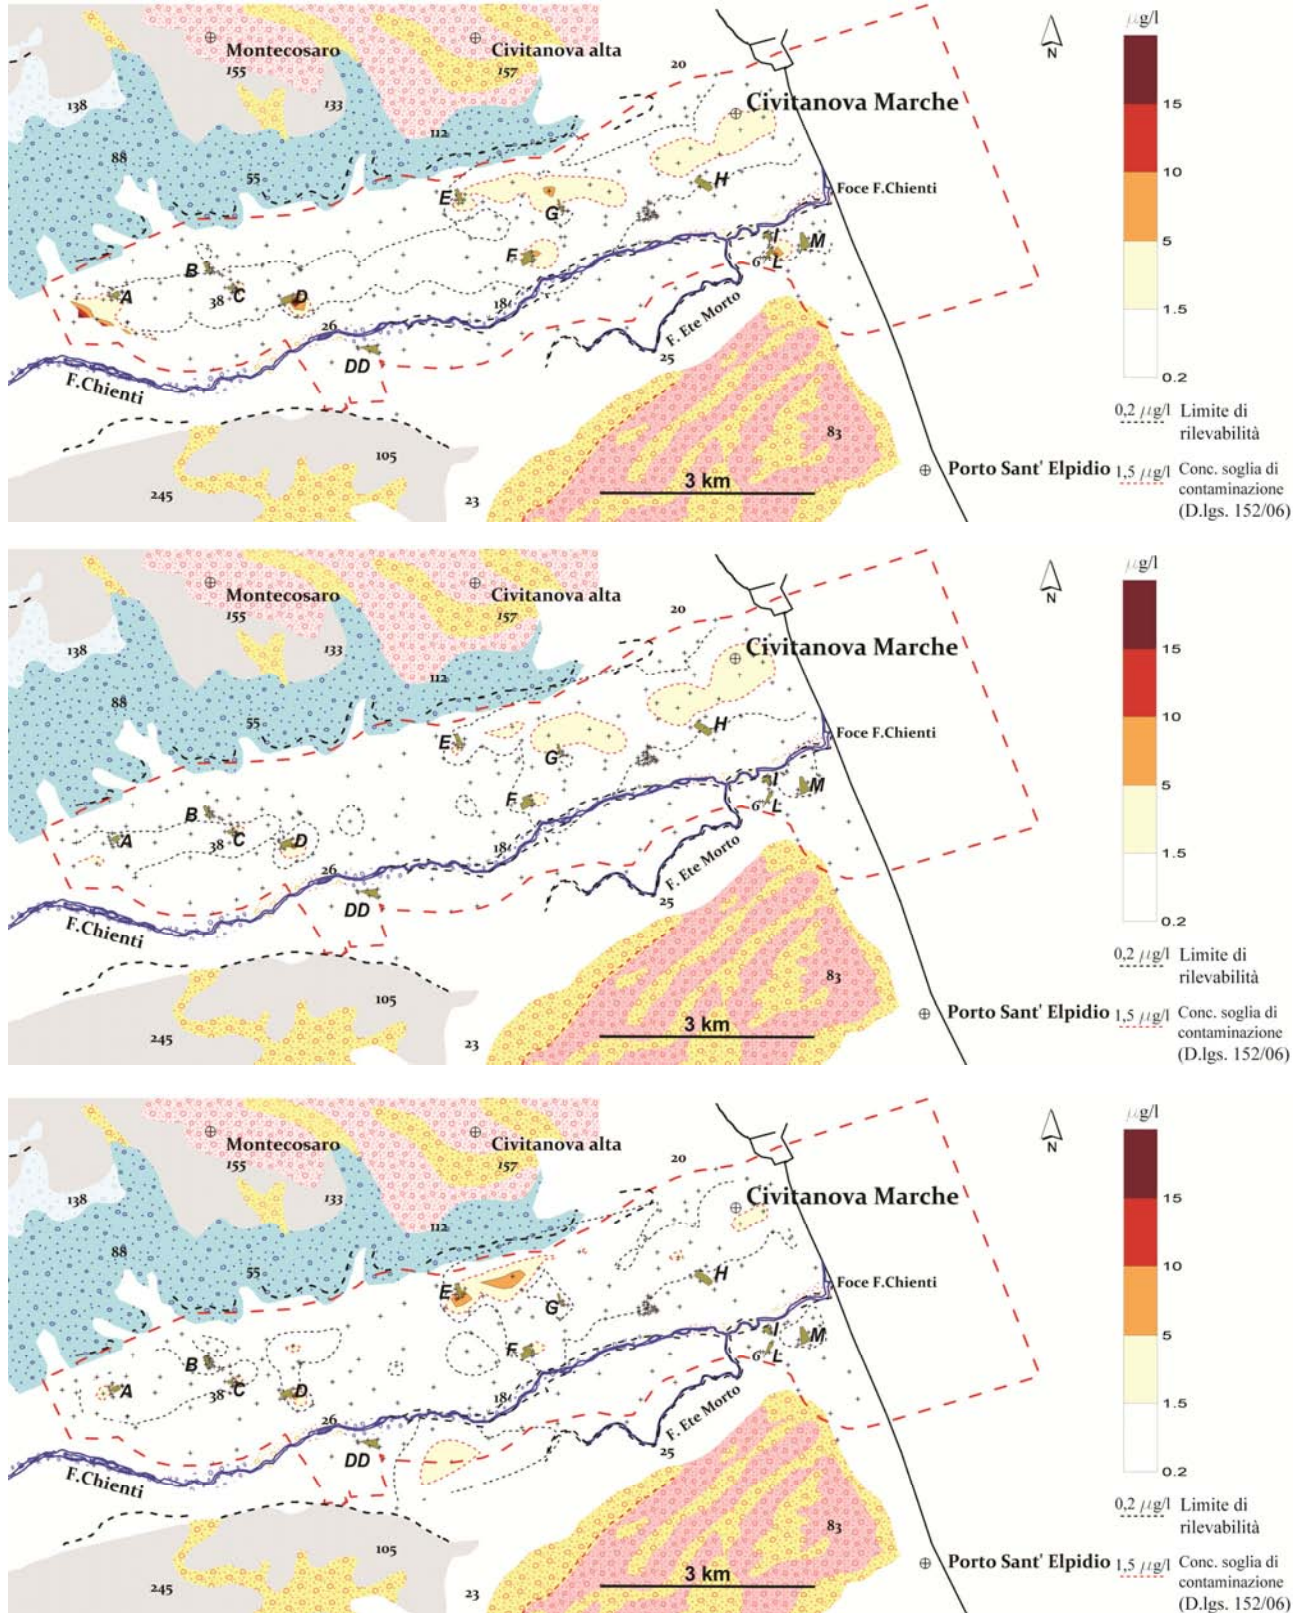 Montecosaro
155
138
133
Civitanova alta
157
112
20
Civitanova Marche
88
55
E
G
H
Foce F.Chienti
B
A
38
C
D
F
I
M
6
L
18
26
F. Ete Morto
25
DD
F.Chienti
83
105
245
23
3 km
Porto Sant' Elpidio
N
µg/l
15
10
5
1.5
0.2
0,2 µg/l Limite di
rilevabilità
1,5 µg/l Conc. soglia di
contaminazione
(D.lgs. 152/06)
Montecosaro
155
138
133
Civitanova alta
157
112
20
Civitanova Marche
88
55
E
G
H
Foce F.Chienti
B
A
38
C
D
F
I
M
6
L
18
26
F. Ete Morto
25
DD
F.Chienti
83
105
245
23
3 km
Porto Sant' Elpidio
N
µg/l
15
10
5
1.5
0.2
0,2 µg/l Limite di
rilevabilità
1,5 µg/l Conc. soglia di
contaminazione
(D.lgs. 152/06)
Montecosaro
155
138
133
Civitanova alta
157
112
20
Civitanova Marche
88
55
E
G
H
Foce F.Chienti
B
A
38
C
D
F
I
M
6
L
18
26
F. Ete Morto
25
DD
F.Chienti
83
105
245
23
3 km
Porto Sant' Elpidio
N
µg/l
15
10
5
1.5
0.2
0,2 µg/l Limite di
rilevabilità
1,5 µg/l Conc. soglia di
contaminazione
(D.lgs. 152/06)